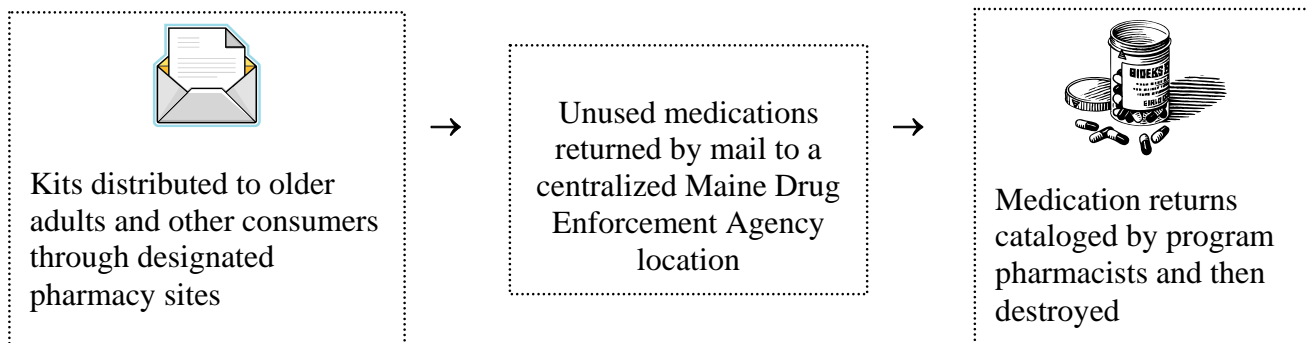 Kits distributed to older
adults and other consumers
through designated
pharmacy sites
→
Unused medications
returned by mail to a
centralized Maine Drug
Enforcement Agency
location
→
Medication returns
cataloged by program
pharmacists and then
destroyed